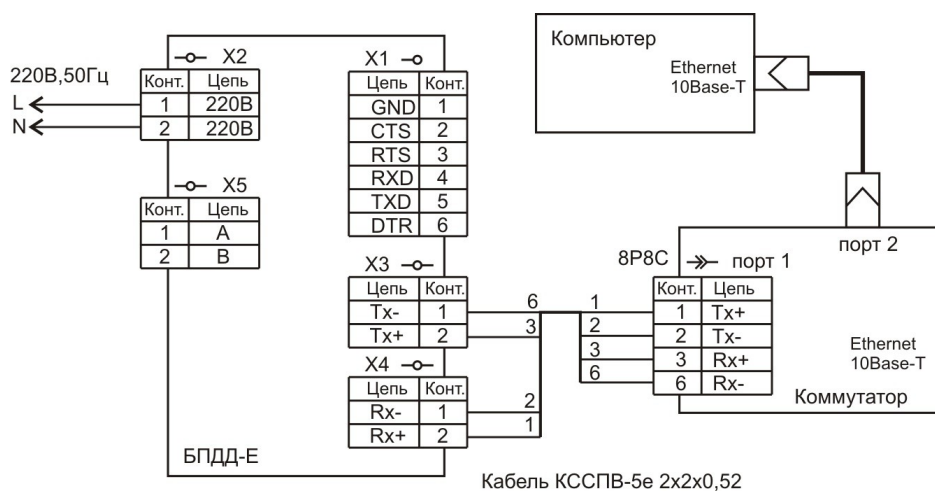 220В,50Гц
L
N
X2
Конт. Цепь
1 220В
2 220В
X5
Конт. Цепь
1 A
2 B
X1
Цепь Конт.
GND 1
CTS 2
RTS 3
RXD 4
TXD 5
DTR 6
X3
Цепь Конт.
Tx- 1
Tx+ 2
X4
Цепь Конт.
Rx- 1
Rx+ 2
БПДД-Е
6
3
2
1
1
2
3
6
Компьютер
Ethernet
10Base-T
порт 2
8P8C порт 1
Конт. Цепь
1 Tx+
2 Tx-
3 Rx+
6 Rx-
Ethernet
10Base-T
Коммутатор
Кабель КССПВ-5е 2х2х0,52